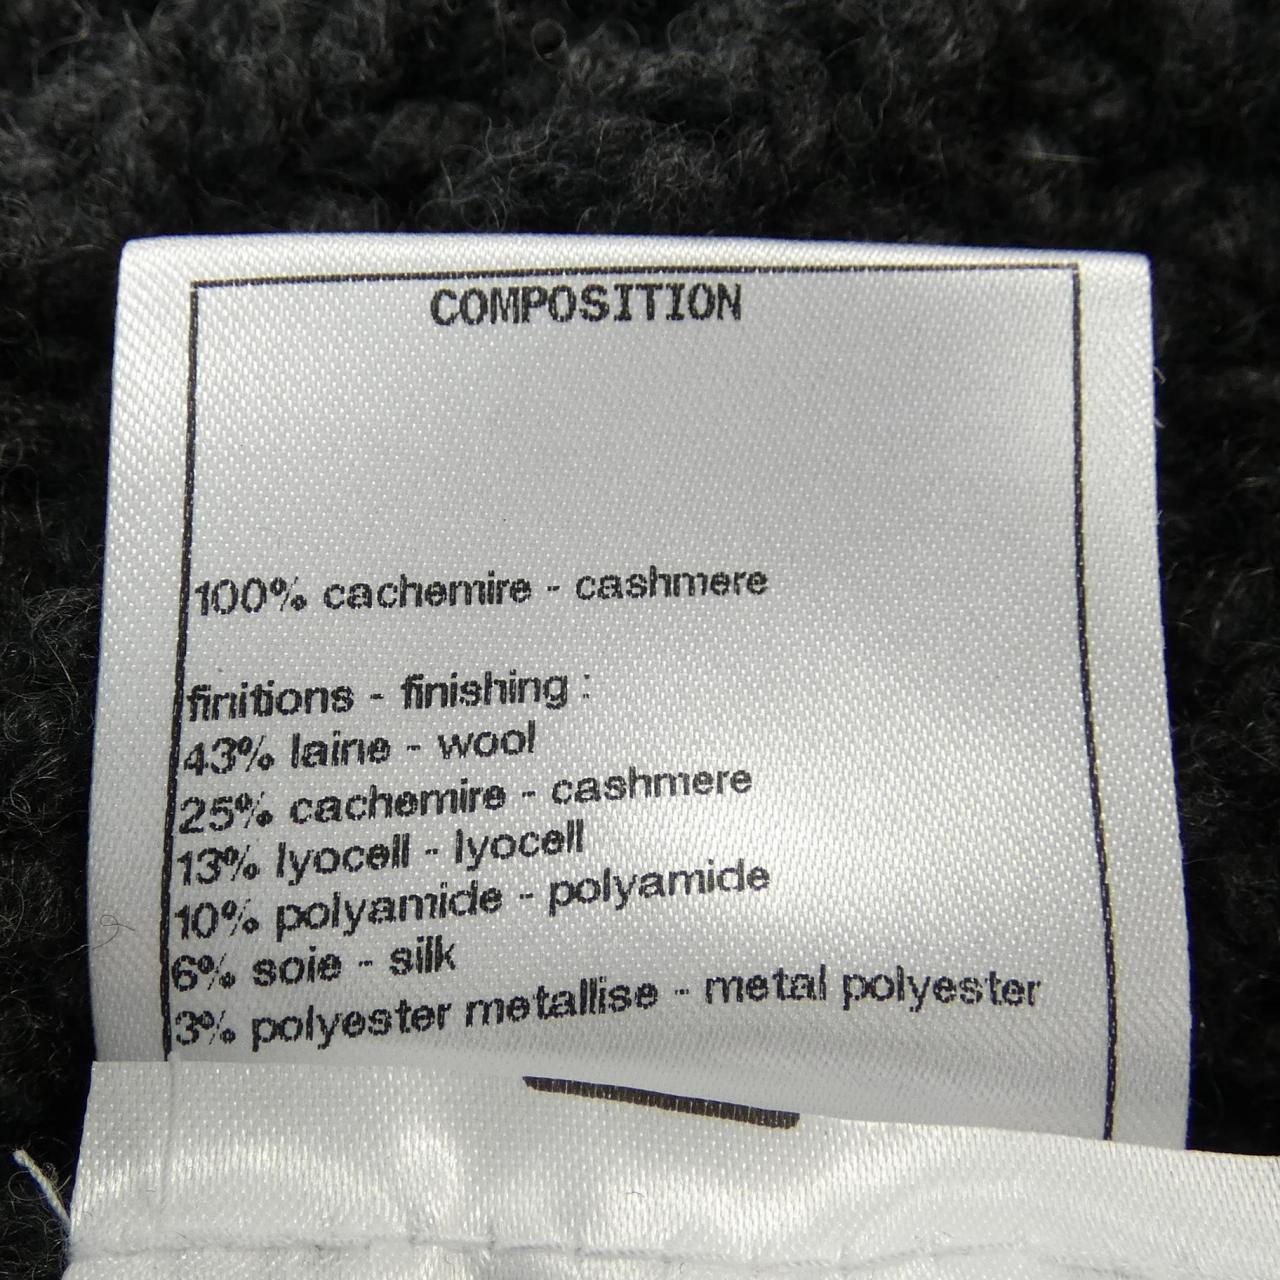 COMPOSITION
100% cachemire - cashmere
finitions - finishing :
43% laine - wool
25% cachemire - cashmere
13% lyocell - lyocell
10% polyamide - polyamide
6% soie - silk
3% polyester metallise - metal polyester